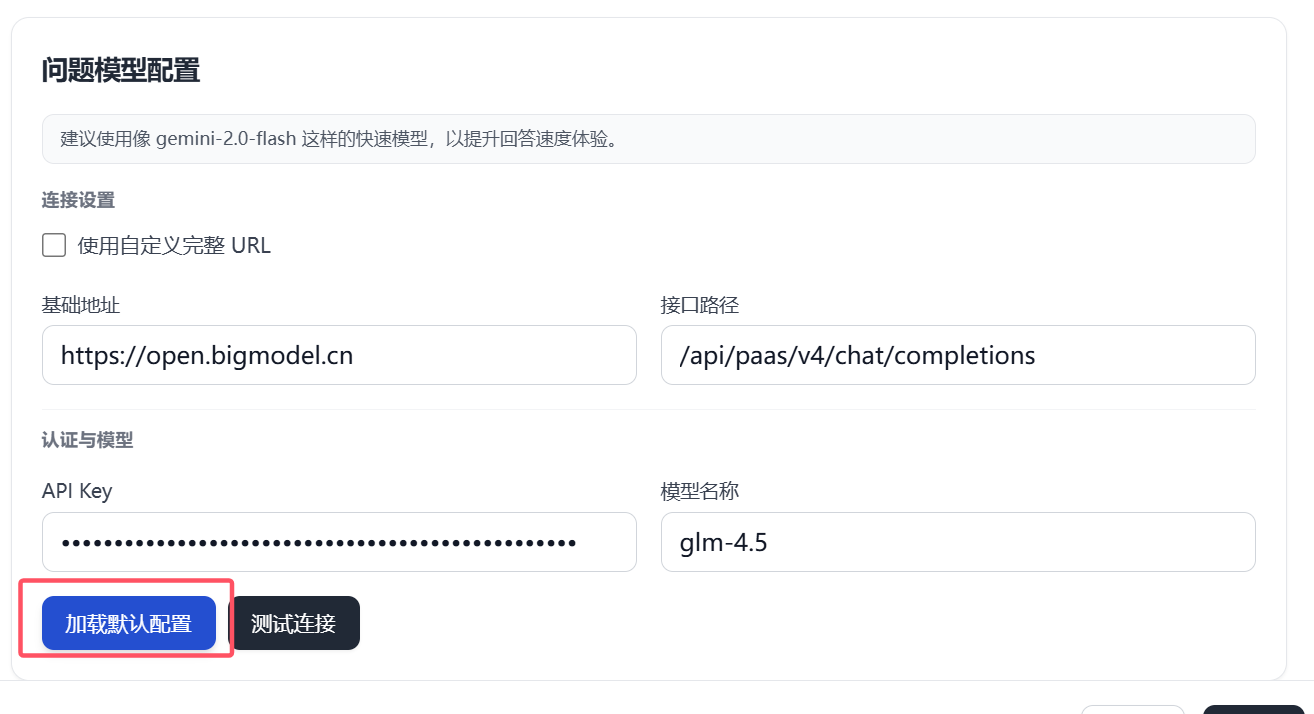 问题模型配置
建议使用像 gemini-2.0-flash 这样的快速模型，以提升回答速度体验。
连接设置
使用自定义完整 URL
基础地址
接口路径
https://open.bigmodel.cn
/api/paas/v4/chat/completions
认证与模型
API Key
模型名称
••••••••••••••••••••••••••••••••••••••••••••••••
glm-4.5
加载默认配置
测试连接